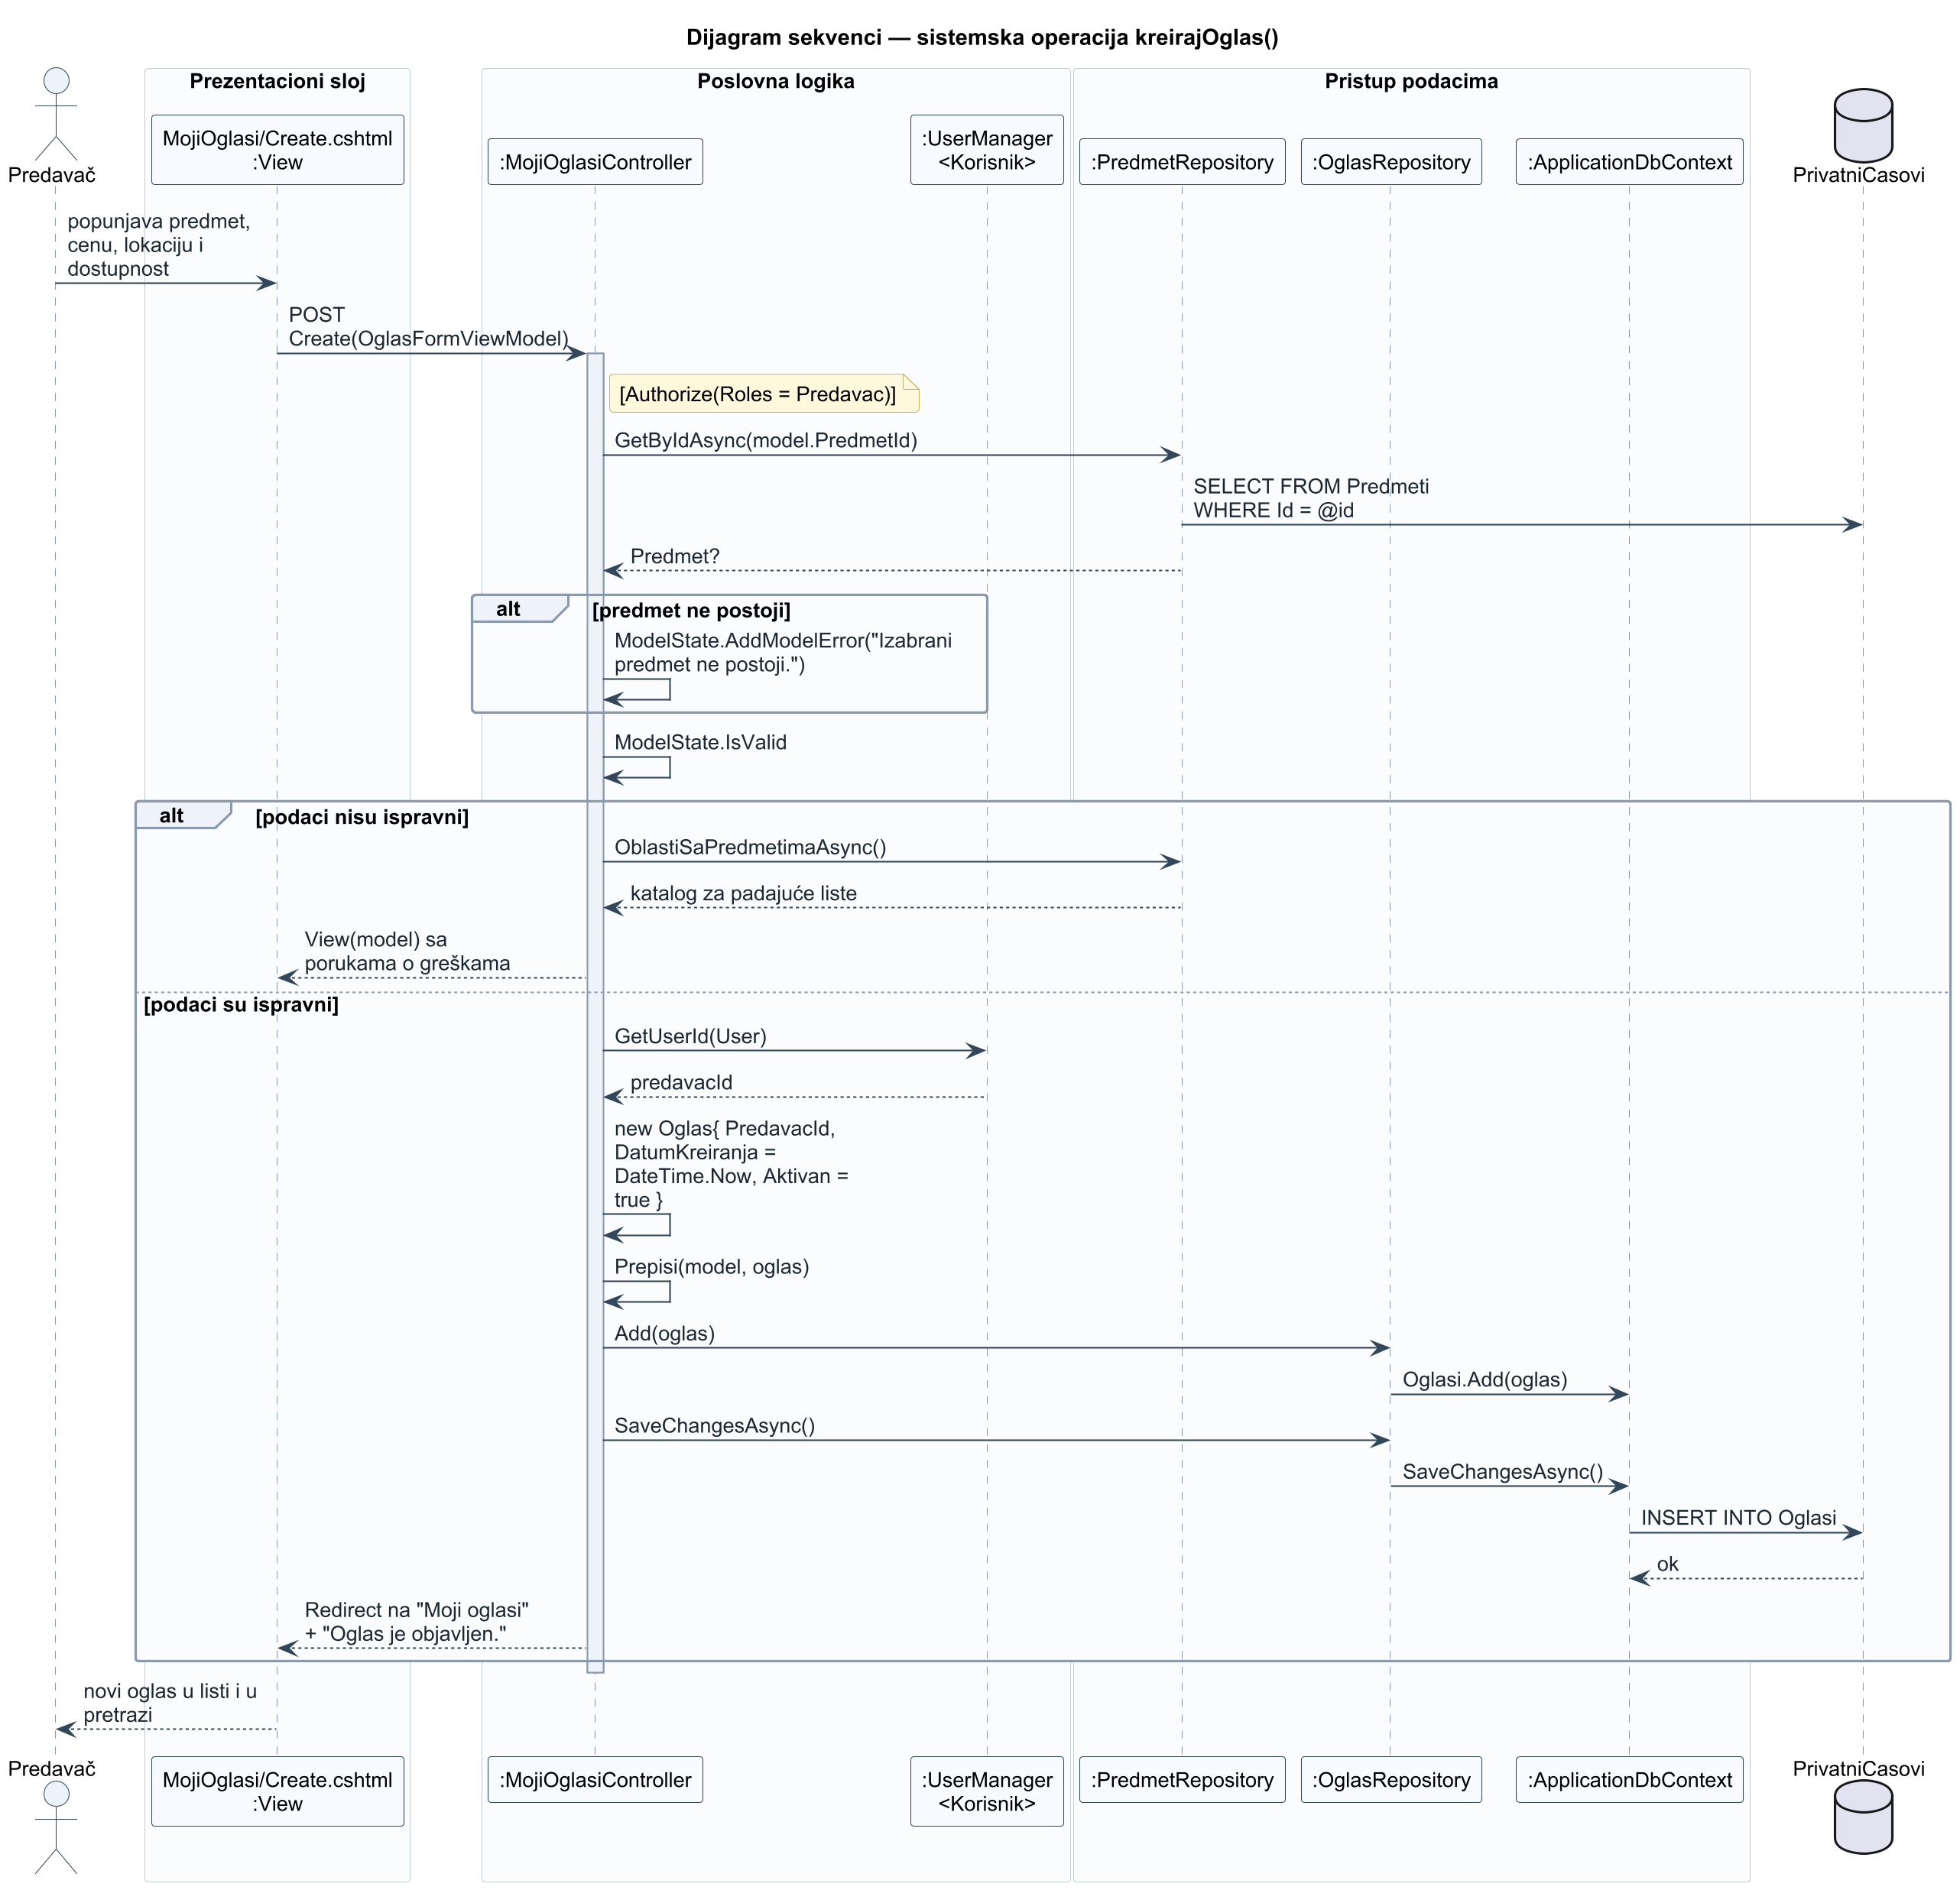 Dijagram sekvenci — sistemska operacija kreirajOglas()
Prezentacioni sloj
Poslovna logika
Pristup podacima
Predavač
MojiOglasi/Create.cshtml
:View
:MojiOglasiController
:UserManager
<Korisnik>
:PredmetRepository
:OglasRepository
:ApplicationDbContext
PrivatniCasovi
popunjava predmet,
cenu, lokaciju i
dostupnost
POST
Create(OglasFormViewModel)
[Authorize(Roles = Predavac)]
GetByIdAsync(model.PredmetId)
SELECT FROM Predmeti
WHERE Id = @id
Predmet?
alt
[predmet ne postoji]
ModelState.AddModelError("Izabrani
predmet ne postoji.")
ModelState.IsValid
alt
[podaci nisu ispravni]
OblastiSaPredmetimaAsync()
katalog za padajuće liste
View(model) sa
porukama o greškama
[podaci su ispravni]
GetUserId(User)
predavacId
new Oglas{ PredavacId,
DatumKreiranja =
DateTime.Now, Aktivan =
true }
Prepisi(model, oglas)
Add(oglas)
Oglasi.Add(oglas)
SaveChangesAsync()
SaveChangesAsync()
INSERT INTO Oglasi
ok
Redirect na "Moji oglasi"
+ "Oglas je objavljen."
novi oglas u listi i u
pretrazi
Predavač
MojiOglasi/Create.cshtml
:View
:MojiOglasiController
:UserManager
<Korisnik>
:PredmetRepository
:OglasRepository
:ApplicationDbContext
PrivatniCasovi